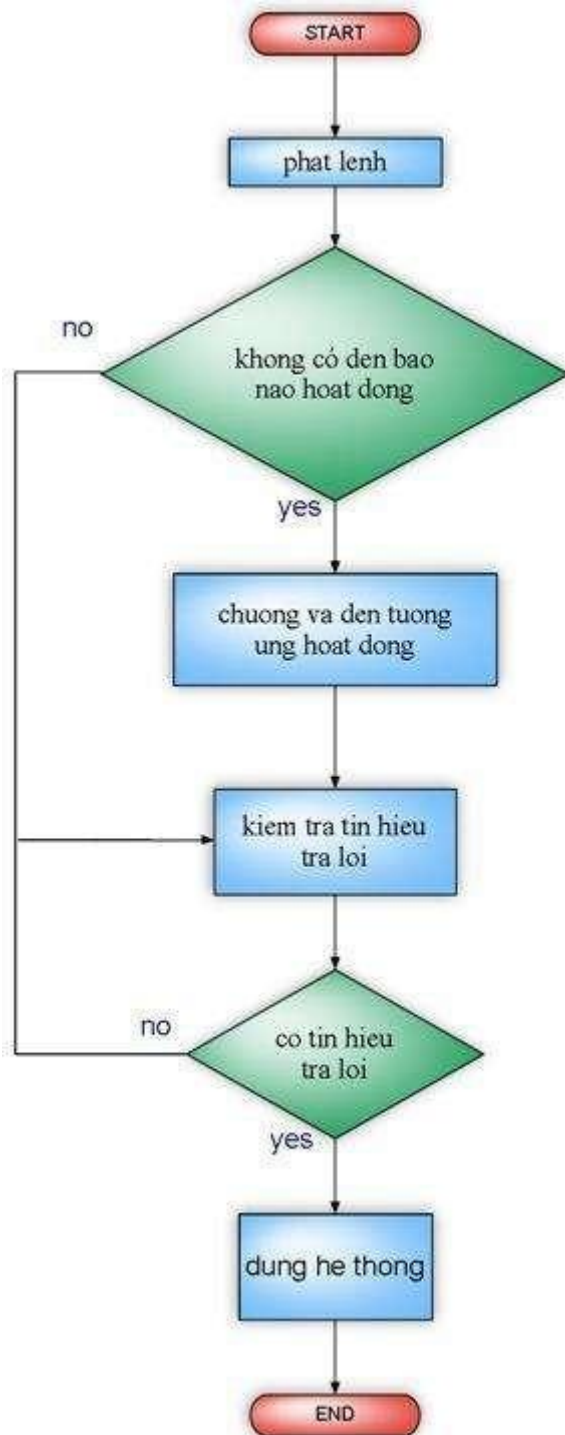 START
phat lenh
no
khong có den bao
nao hoat dong
yes
chuong va den tuong
ung hoat dong
kiem tra tin hieu
tra loi
no
co tin hieu
tra loi
yes
dung he thong
END